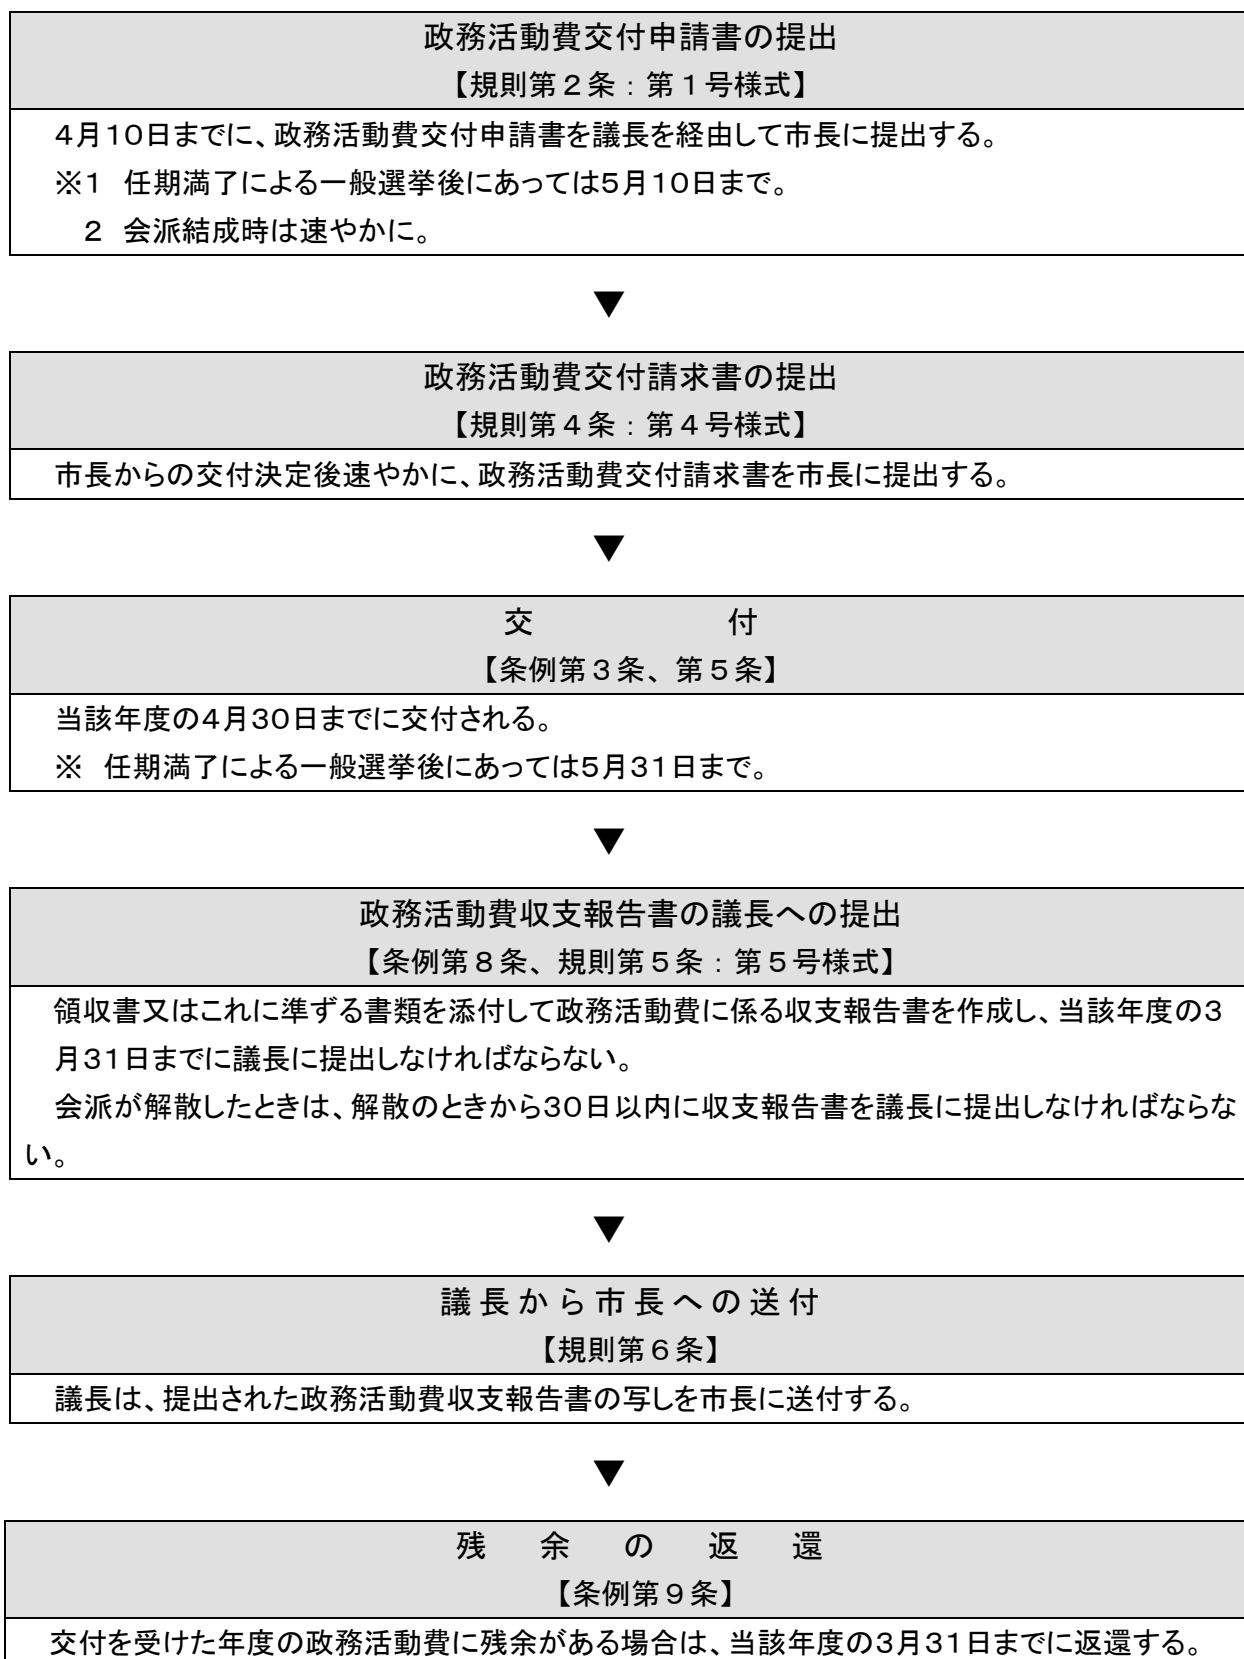 政務活動費交付申請書の提出
【規則第2条：第1号様式】
4月10日までに、政務活動費交付申請書を議長を経由して市長に提出する。
※1　任期満了による一般選挙後にあっては5月10日まで。
2　会派結成時は速やかに。
▼
政務活動費交付請求書の提出
【規則第4条：第4号様式】
市長からの交付決定後速やかに、政務活動費交付請求書を市長に提出する。
▼
交　　　　　付
【条例第3条、第5条】
当該年度の4月30日までに交付される。
※　任期満了による一般選挙後にあっては5月31日まで。
▼
政務活動費収支報告書の議長への提出
【条例第8条、規則第5条：第5号様式】
領収書又はこれに準ずる書類を添付して政務活動費に係る収支報告書を作成し、当該年度の3
月31日までに議長に提出しなければならない。
会派が解散したときは、解散のときから30日以内に収支報告書を議長に提出しなければならな
い。
▼
議長から市長への送付
【規則第6条】
議長は、提出された政務活動費収支報告書の写しを市長に送付する。
▼
残　余　の　返　還
【条例第9条】
交付を受けた年度の政務活動費に残余がある場合は、当該年度の3月31日までに返還する。